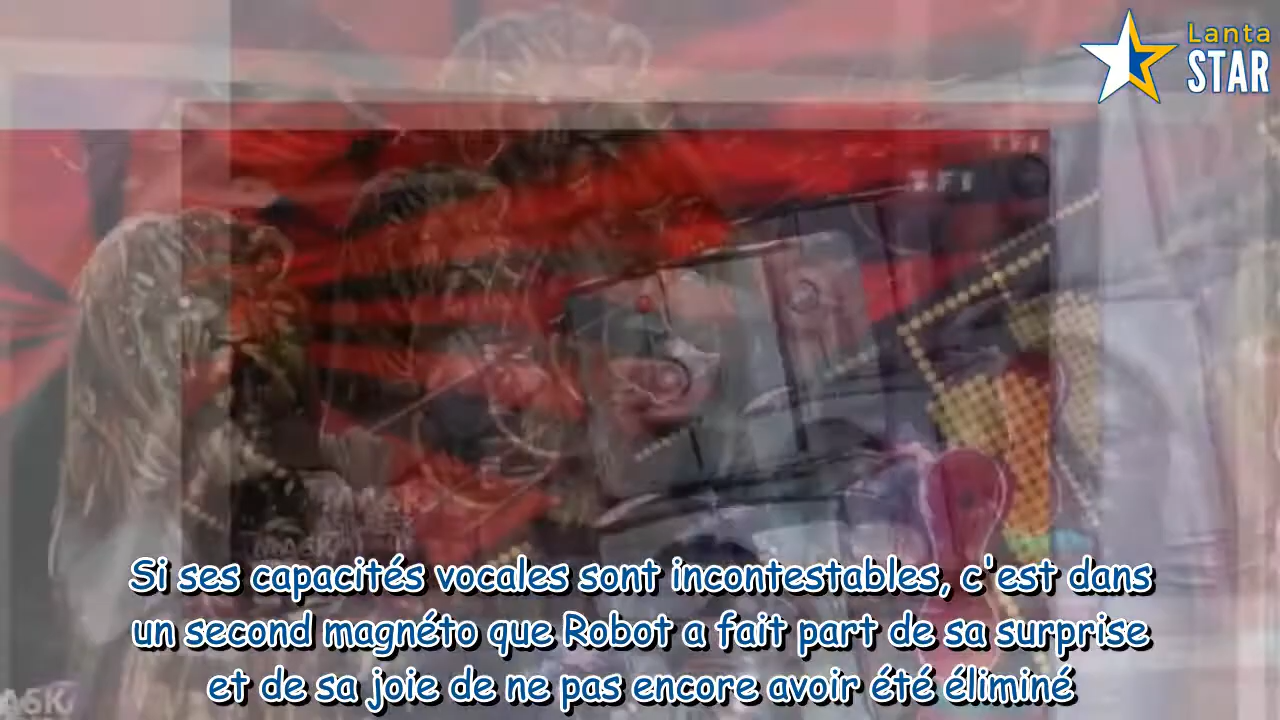 Lanta
STAR
Si ses capacités vocales sont incontestables, c'est dans
un second magnéto que Robot a fait part de sa surprise
et de sa joie de ne pas encore avoir été éliminé